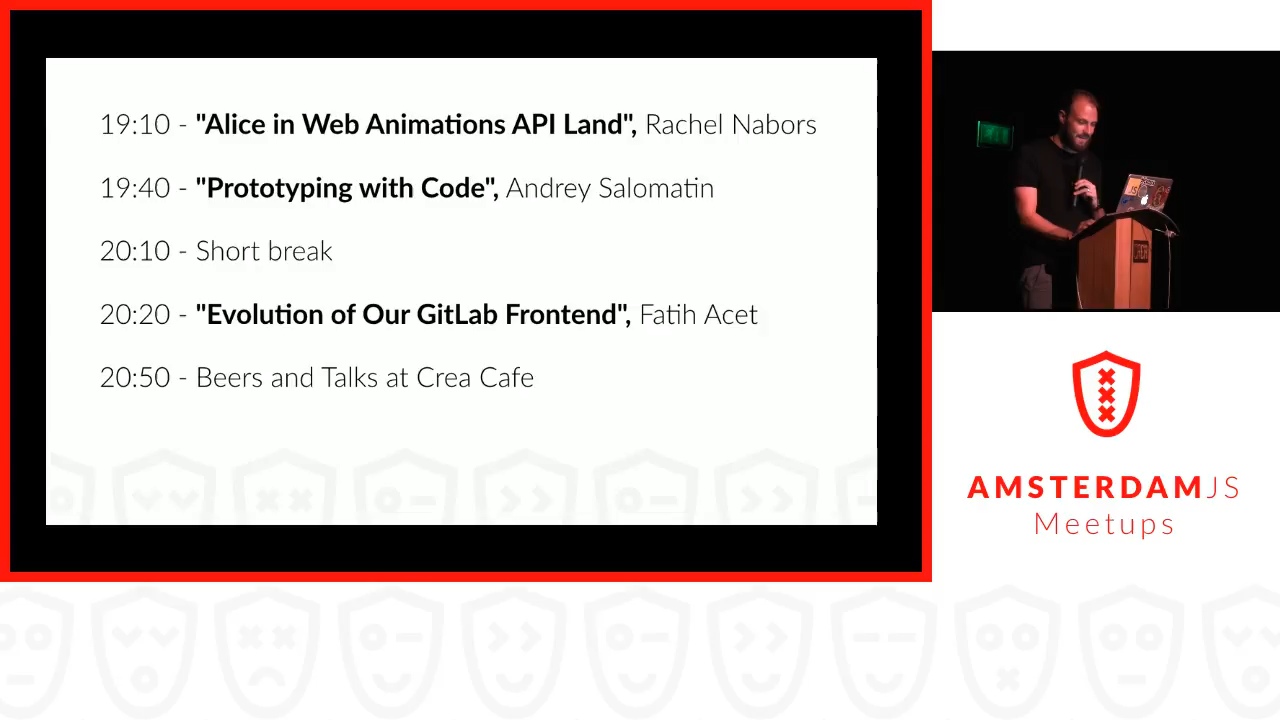 19:10 - "Alice in Web Animations API Land", Rachel Nabors
19:40 - "Prototyping with Code", Andrey Salomatin
20:10 - Short break
20:20 - "Evolution of Our GitLab Frontend", Fatih Acet
20:50 - Beers and Talks at Crea Cafe
CREA
AMSTERDAMJS
Meetups